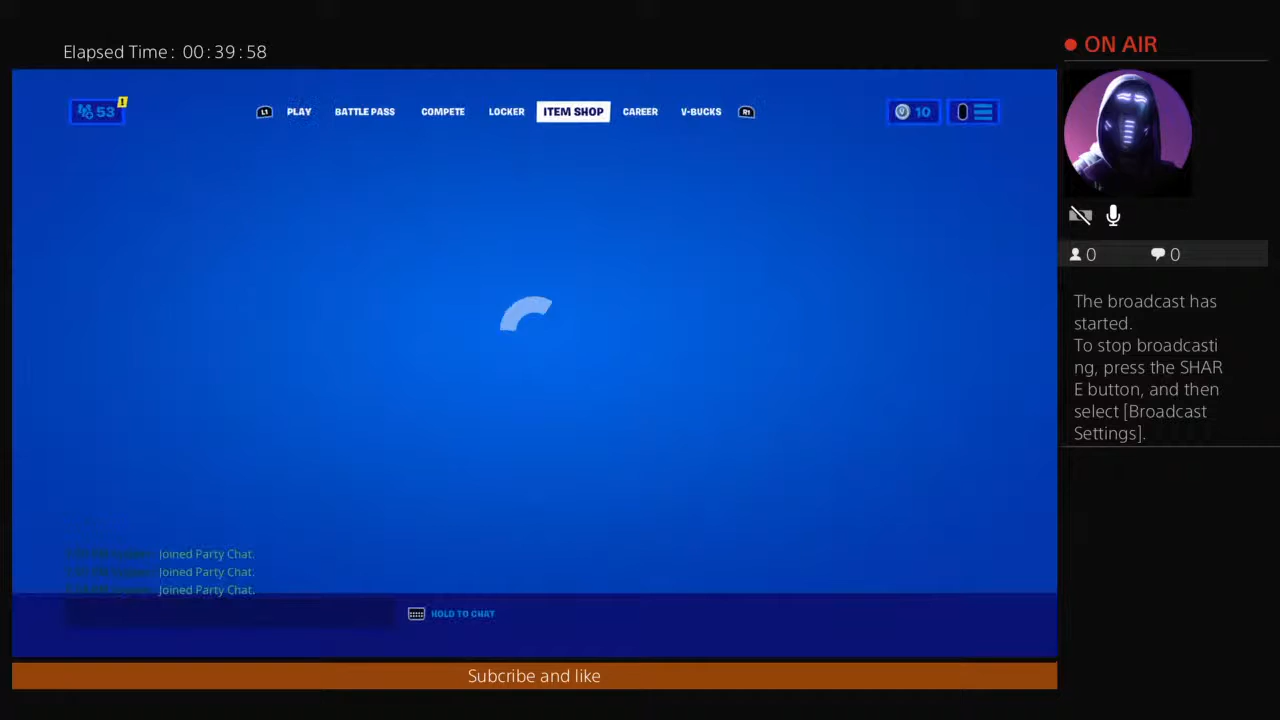 Elapsed Time: 00:39:58
ON AIR
53 !
L1 PLAY BATTLE PASS COMPETE LOCKER ITEM SHOP CAREER V-BUCKS R1
V 10
0 0
The broadcast has
started.
To stop broadcasti
ng, press the SHAR
E button, and then
select [Broadcast
Settings].
Joined Party Chat.
Joined Party Chat.
Joined Party Chat.
HOLD TO CHAT
Subcribe and like